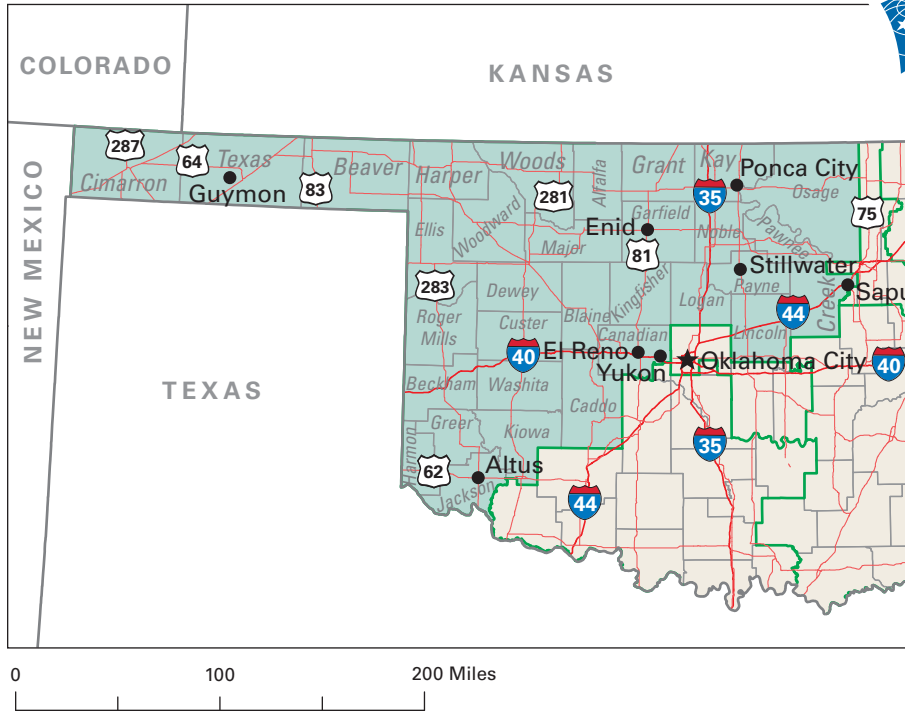 COLORADO
KANSAS
NEW MEXICO
TEXAS
287
64
Texas
Cimarron
Guymon
83
Beaver
Harper
Woods
Alfalfa
Grant
Kay
Ponca City
Osage
35
281
75
Ellis
Woodward
Garfield
Enid
Noble
Pawnee
Major
81
Stillwater
Payne
283
Dewey
Kingfisher
Logan
Creek
Sapu
44
Roger
Mills
Custer
Blaine
Canadian
Lincoln
40
El Reno
Yukon
Oklahoma City
40
Beckham
Washita
Caddo
Greer
Kiowa
35
Harmon
62
Altus
Jackson
44
0 100 200 Miles